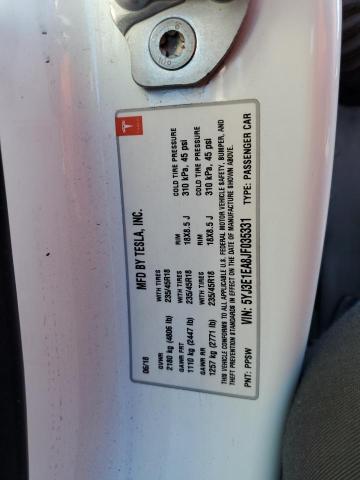 TESLA
06/18 MFD BY TESLA, INC.
GVWR WITH TIRES RIM COLD TIRE PRESSURE
2180 kg (4806 lb) 235/45R18 18X8.5 J 310 kPa, 45 psi
GAWR FRT WITH TIRES RIM COLD TIRE PRESSURE
1110 kg (2447 lb) 235/45R18 18X8.5 J 310 kPa, 45 psi
GAWR RR
1257 kg (2771 lb)
THIS VEHICLE CONFORMS TO ALL APPLICABLE U.S. FEDERAL MOTOR VEHICLE SAFETY, BUMPER, AND
THEFT PREVENTION STANDARDS IN EFFECT ON THE DATE OF MANUFACTURE SHOWN ABOVE.
VIN: 5YJ3E1EA8JF035331
PNT: PPSW TYPE: PASSENGER CAR